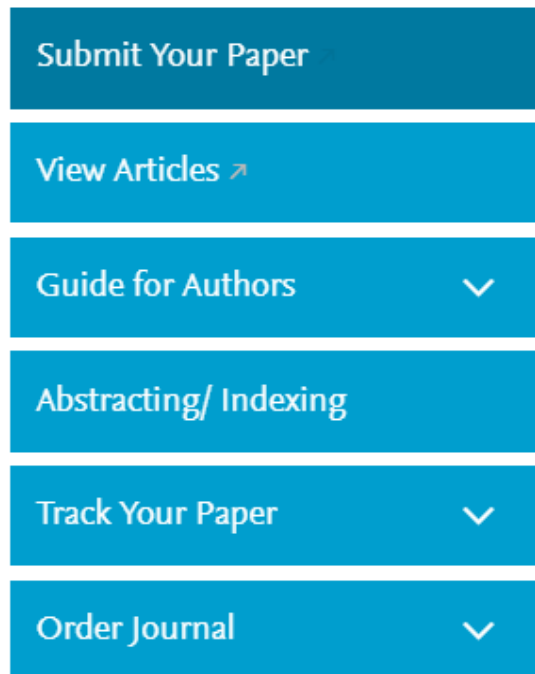 Submit Your Paper
View Articles
Guide for Authors
Abstracting/ Indexing
Track Your Paper
Order Journal